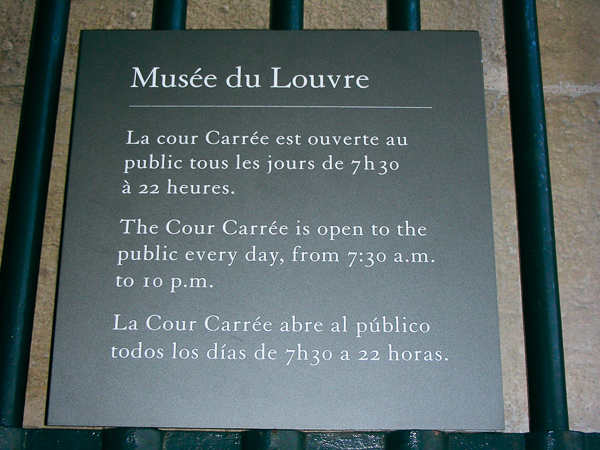 Musée du Louvre
La cour Carrée est ouverte au
public tous les jours de 7h30
à 22 heures.
The Cour Carrée is open to the
public every day, from 7:30 a.m.
to 10 p.m.
La Cour Carrée abre al público
todos los días de 7h30 a 22 horas.